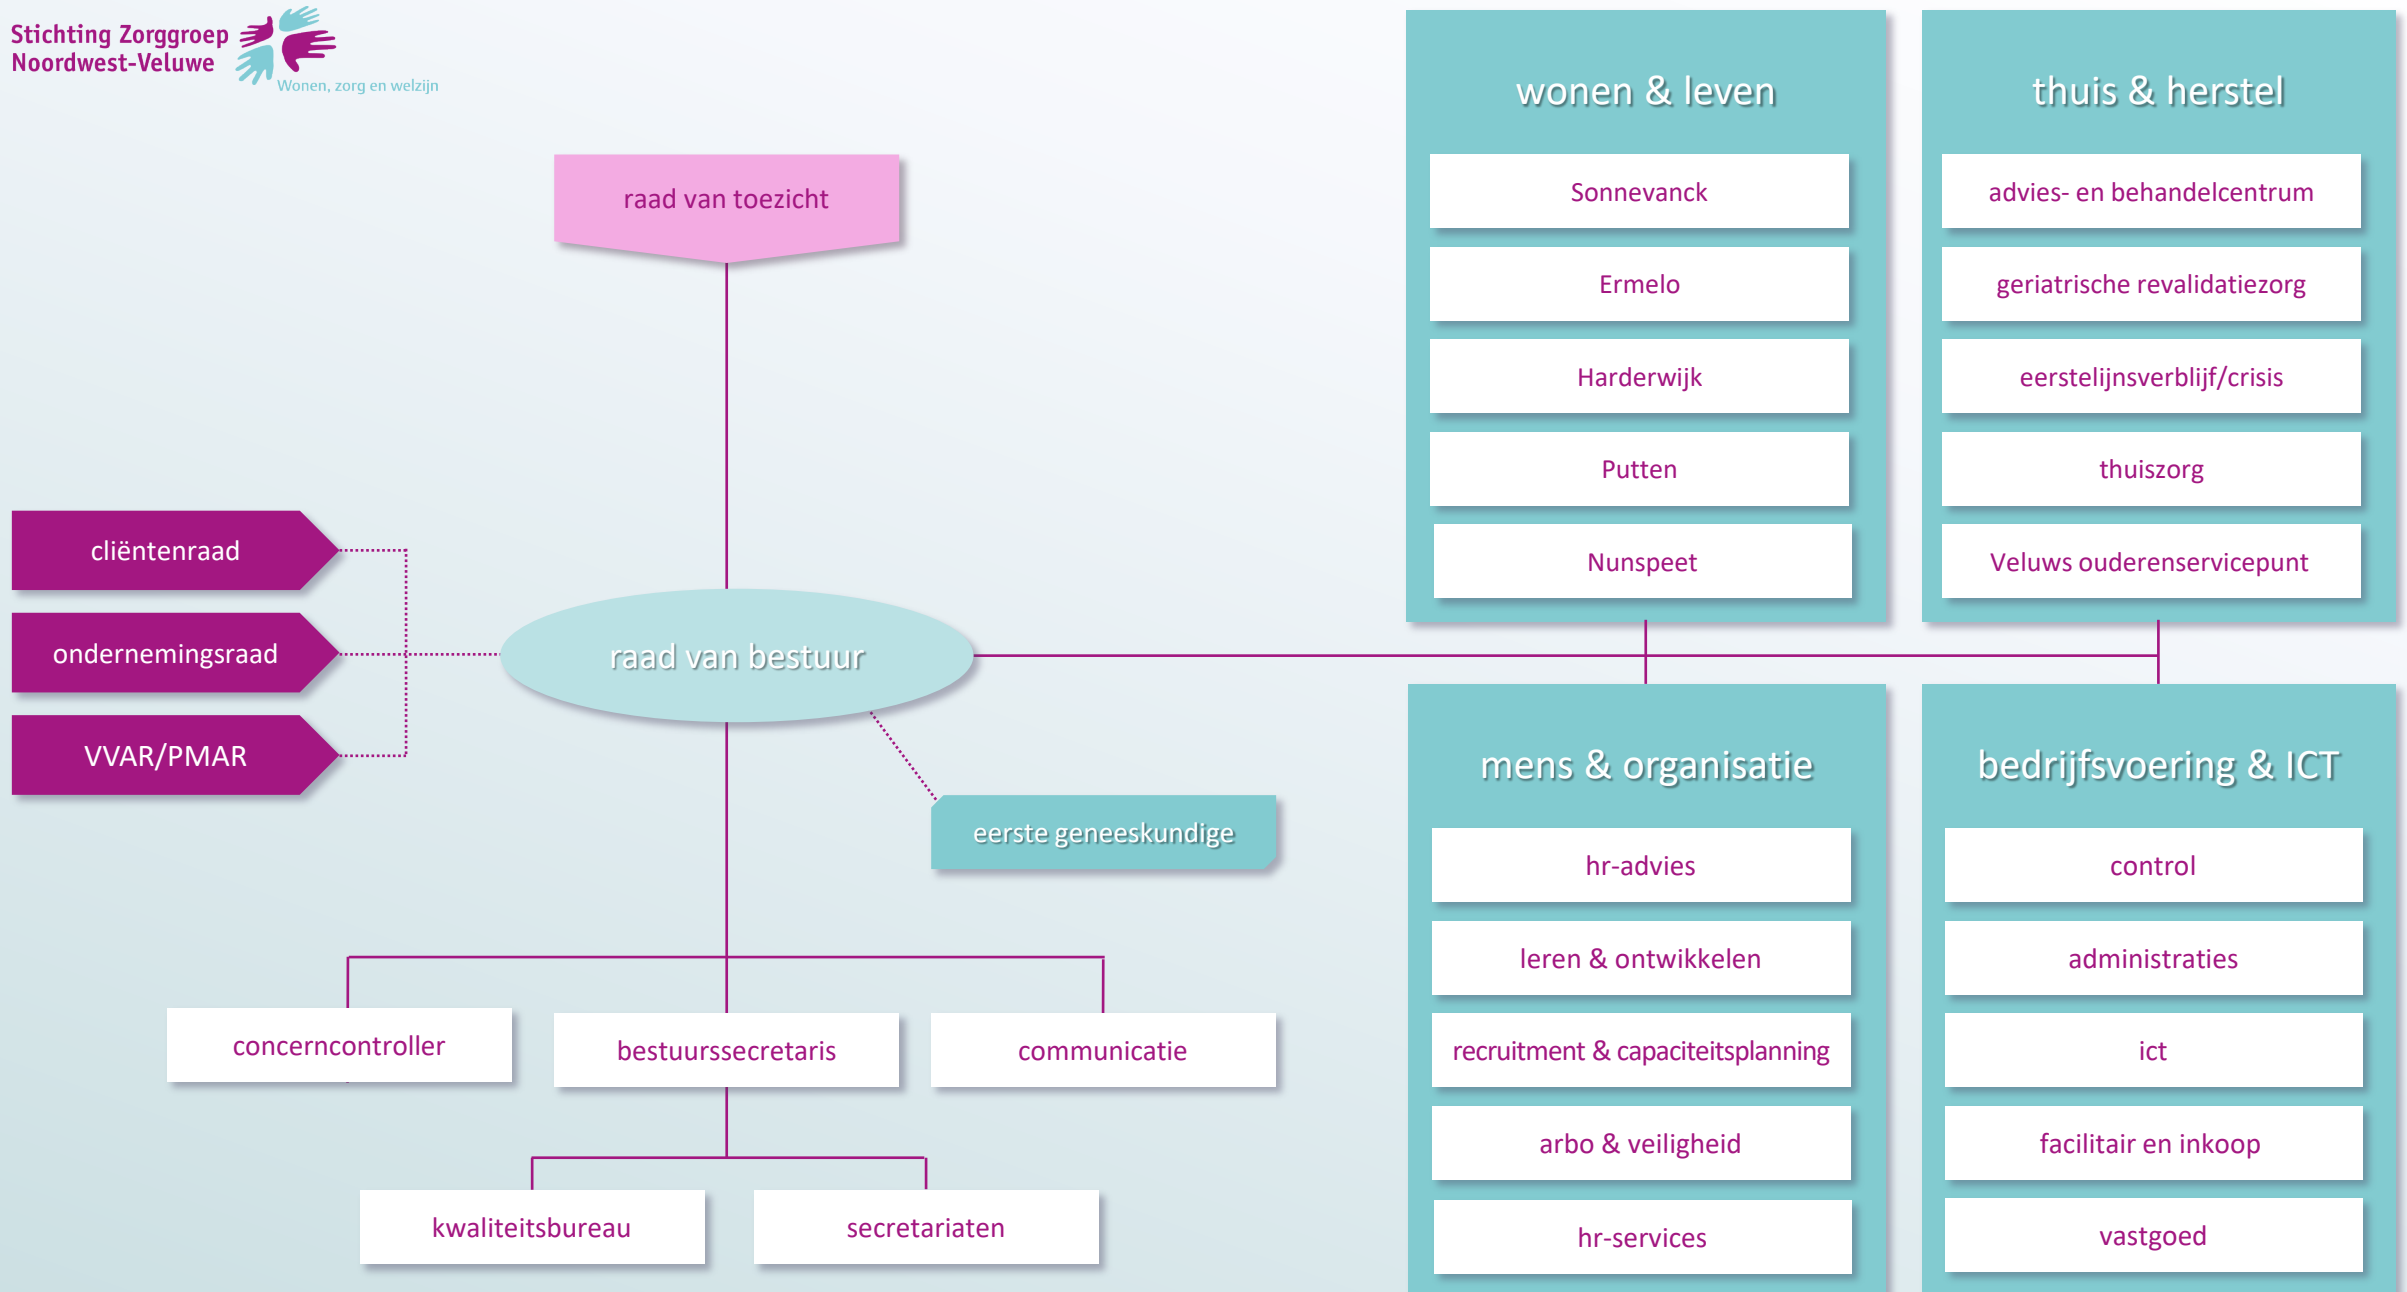 Stichting Zorggroep
Noordwest-Veluwe
Wonen, zorg en welzijn
raad van toezicht
cliëntenraad
ondernemingsraad
VVAR/PMAR
raad van bestuur
eerste geneeskundige
concerncontroller
bestuurssecretaris
communicatie
kwaliteitsbureau
secretariaten
wonen & leven
Sonnevanck
Ermelo
Harderwijk
Putten
Nunspeet
thuis & herstel
advies- en behandelcentrum
geriatrische revalidatiezorg
eerstelijnsverblijf/crisis
thuiszorg
Veluws ouderenservicepunt
mens & organisatie
hr-advies
leren & ontwikkelen
recruitment & capaciteitsplanning
arbo & veiligheid
hr-services
bedrijfsvoering & ICT
control
administraties
ict
facilitair en inkoop
vastgoed